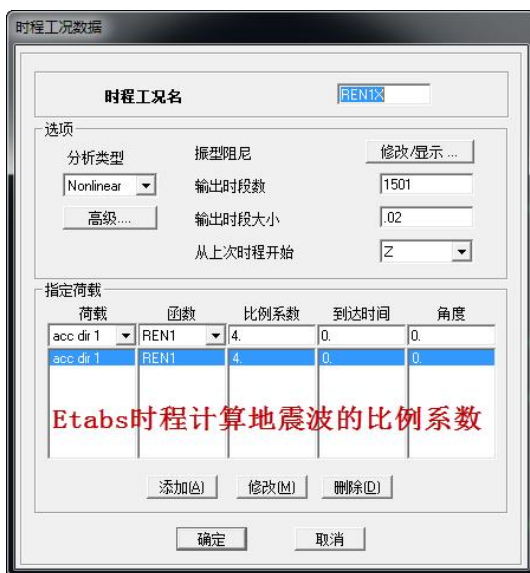 时程工况数据
时程工况名 REN1X
选项
分析类型 振型阻尼 修改/显示 ...
Nonlinear 输出时段数 1501
高级.... 输出时段大小 .02
从上次时程开始 Z
指定荷载
荷载 函数 比例系数 到达时间 角度
acc dir 1 REN1 4. 0. 0.
acc dir 1 REN1 4. 0. 0.
Etabs时程计算地震波的比例系数
添加(A) 修改(M) 删除(D)
确定 取消